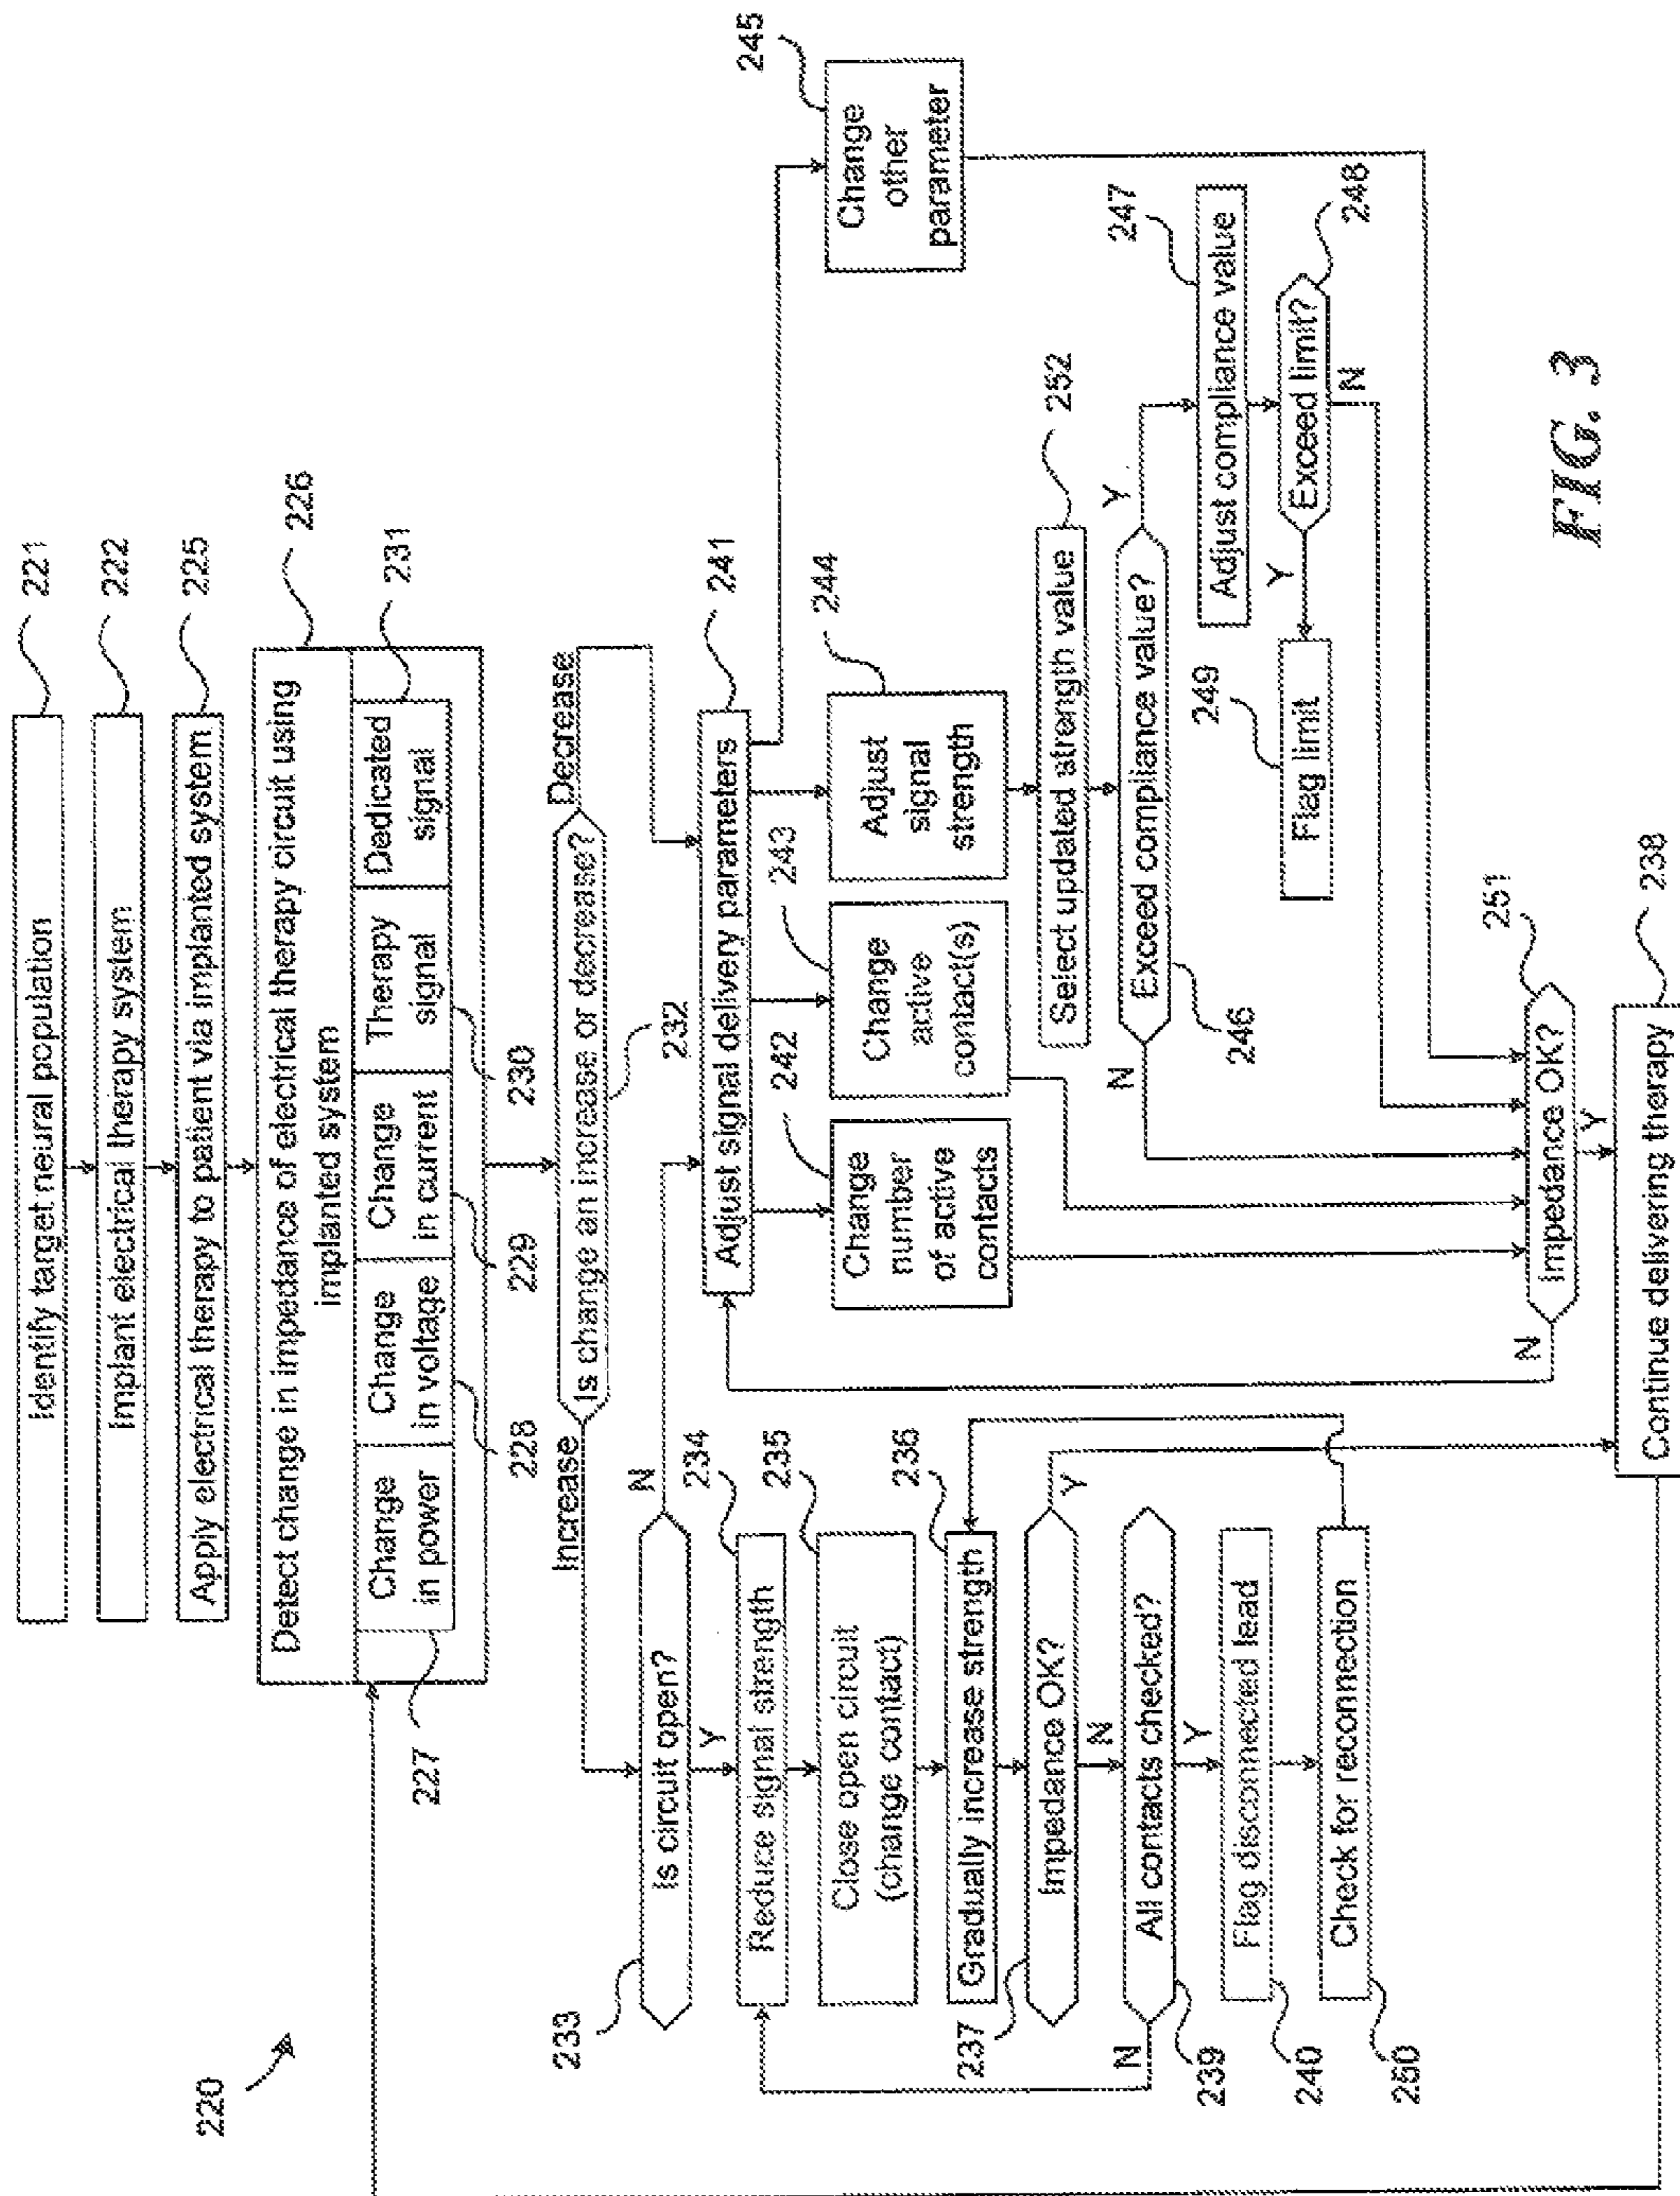 220
Identify target neural population
221
Implant electrical therapy system
222
Apply electrical therapy to patient via implanted system
225
Detect change in impedance of electrical therapy circuit using
implanted system
226
Change
in power
227
Change
in voltage
228
Change
in current
229
Therapy
signal
230
Dedicated
signal
231
Is change an increase or decrease?
232
Increase
Decrease
Is circuit open?
233
N
Y
Reduce signal strength
234
Close open circuit
(change contact)
235
Gradually increase strength
236
Impedance OK?
237
Y
N
All contacts checked?
239
N
Y
Flag disconnected lead
240
Check for reconnection
250
Adjust signal delivery parameters
241
Change
number
of active
contacts
242
Change
active
contact(s)
243
Adjust
signal
strength
244
Change
other
parameter
245
Select updated strength value
252
Exceed compliance value?
246
N
Y
Adjust compliance value
247
Exceed limit?
248
Y
N
Flag limit
249
Impedance OK?
251
N
Y
Continue delivering therapy
238
FIG. 3